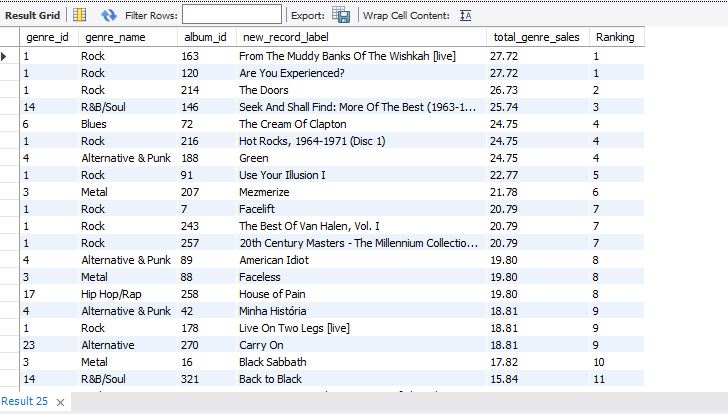 Result Grid Filter Rows: Export: Wrap Cell Content:
genre_id genre_name album_id new_record_label total_genre_sales Ranking
1 Rock 163 From The Muddy Banks Of The Wishkah [live] 27.72 1
1 Rock 120 Are You Experienced? 27.72 1
1 Rock 214 The Doors 26.73 2
14 R&B/Soul 146 Seek And Shall Find: More Of The Best (1963-1... 25.74 3
6 Blues 72 The Cream Of Clapton 24.75 4
1 Rock 216 Hot Rocks, 1964-1971 (Disc 1) 24.75 4
4 Alternative & Punk 188 Green 24.75 4
1 Rock 91 Use Your Illusion I 22.77 5
3 Metal 207 Mezmerize 21.78 6
1 Rock 7 Facelift 20.79 7
1 Rock 243 The Best Of Van Halen, Vol. I 20.79 7
1 Rock 257 20th Century Masters - The Millennium Collectio... 20.79 7
4 Alternative & Punk 89 American Idiot 19.80 8
3 Metal 88 Faceless 19.80 8
17 Hip Hop/Rap 258 House of Pain 19.80 8
4 Alternative & Punk 42 Minha História 18.81 9
1 Rock 178 Live On Two Legs [live] 18.81 9
23 Alternative 270 Carry On 18.81 9
3 Metal 16 Black Sabbath 17.82 10
14 R&B/Soul 321 Back to Black 15.84 11
Result 25